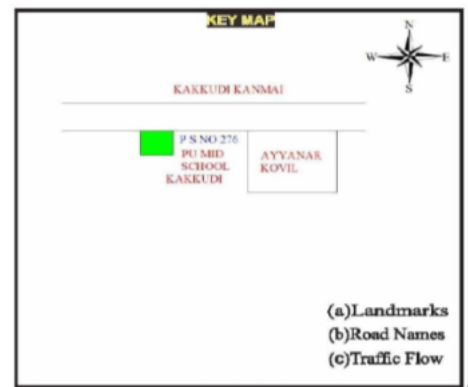 KEY MAP
N
W E
S
KAKKUDI KANMAI
P S NO 276
PU MID
SCHOOL
KAKKUDI
AYYANAR
KOVIL
(a)Landmarks
(b)Road Names
(c)Traffic Flow